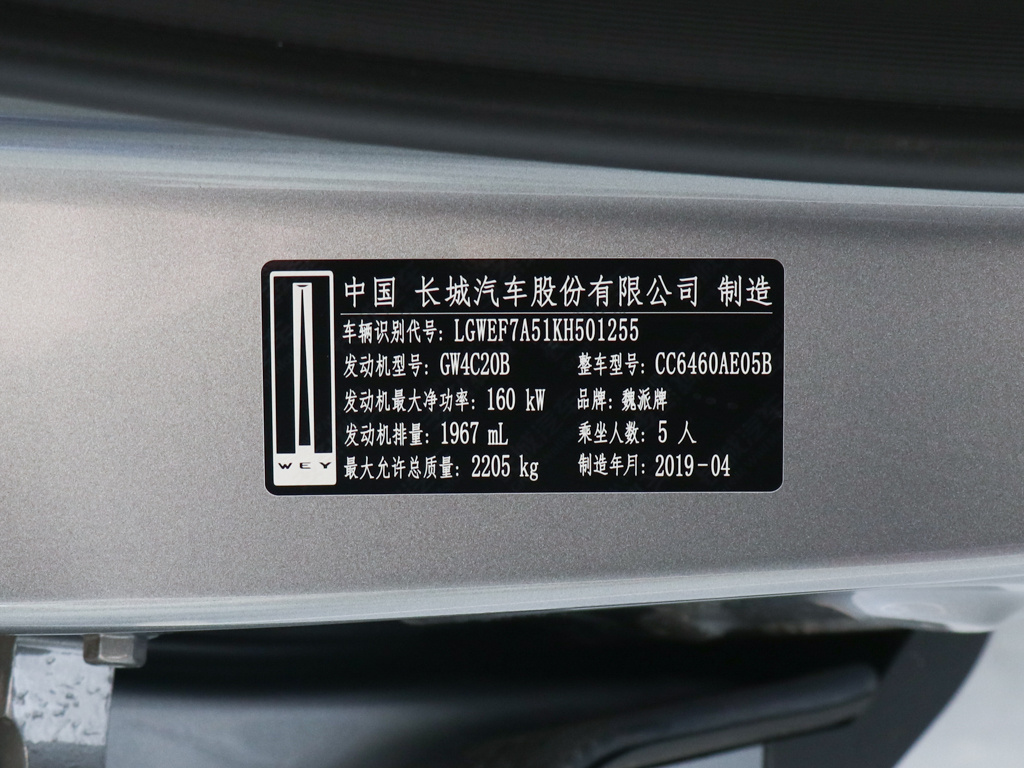 中国 长城汽车股份有限公司 制造
车辆识别代号: LGWEF7A51KH501255
发动机型号: GW4C20B 整车型号: CC6460AE05B
发动机最大净功率: 160 kW 品牌: 魏派牌
发动机排量: 1967 mL 乘坐人数: 5 人
最大允许总质量: 2205 kg 制造年月: 2019-04
WEY